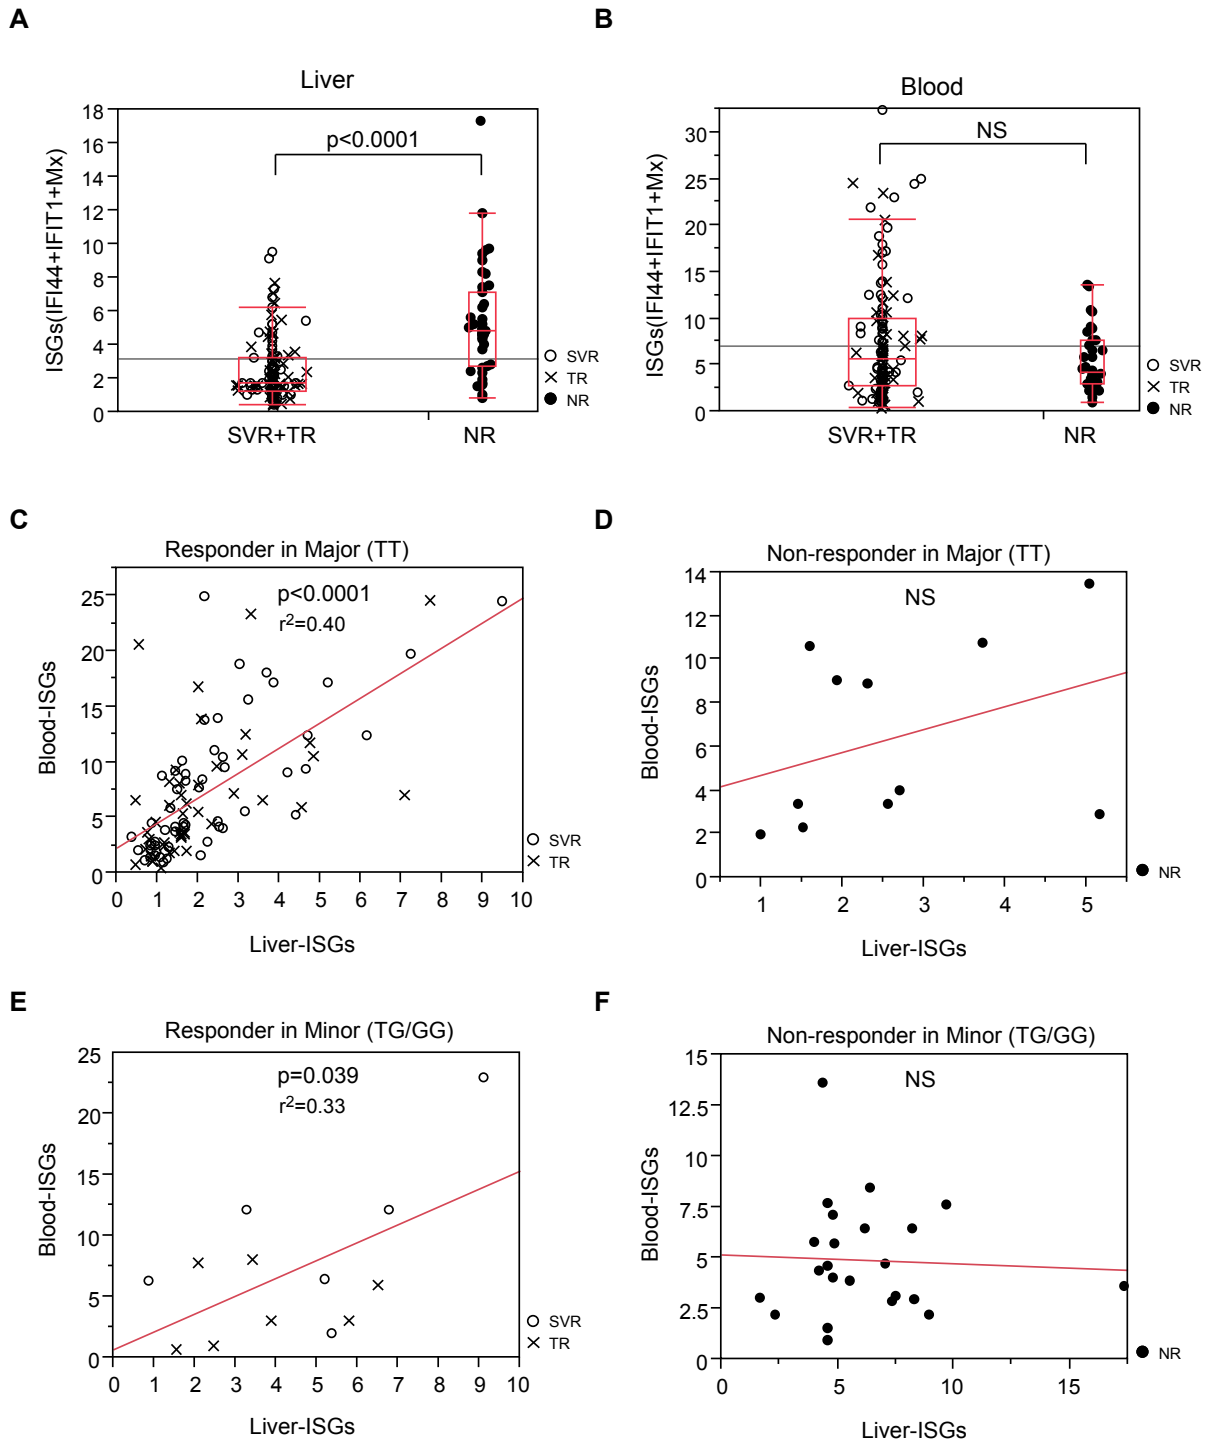 A
B
Liver
Blood
ISGs(IFI44+IFIT1+Mx)
18
16
14
12
10
8
6
4
2
0
p<0.0001
SVR
TR
NR
SVR+TR
NR
ISGs(IFI44+IFIT1+Mx)
30
25
20
15
10
5
0
NS
SVR
TR
NR
SVR+TR
NR
C
D
Responder in Major (TT)
p<0.0001
r²=0.40
Blood-ISGs
25
20
15
10
5
0
SVR
TR
0 1 2 3 4 5 6 7 8 9 10
Liver-ISGs
Non-responder in Major (TT)
NS
Blood-ISGs
14
12
10
8
6
4
2
0
NR
1 2 3 4 5
Liver-ISGs
E
F
Responder in Minor (TG/GG)
p=0.039
r²=0.33
Blood-ISGs
25
20
15
10
5
0
SVR
TR
0 1 2 3 4 5 6 7 8 9 10
Liver-ISGs
Non-responder in Minor (TG/GG)
NS
Blood-ISGs
15
12.5
10
7.5
5
2.5
0
NR
0 5 10 15
Liver-ISGs